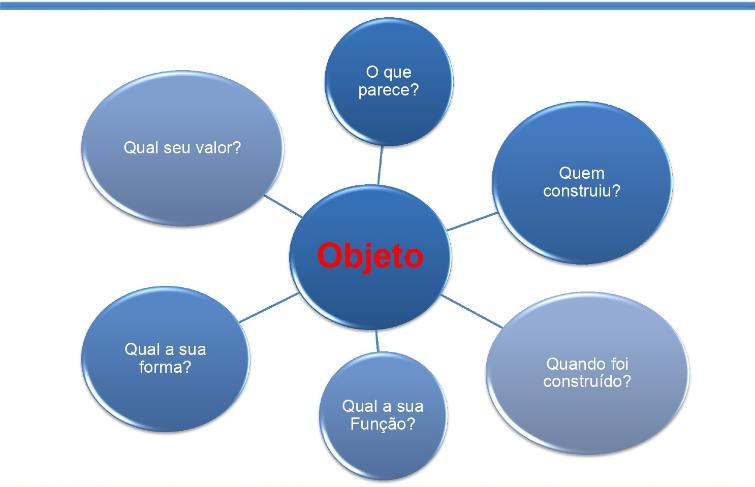 O que
parece?
Qual seu valor?
Quem
construiu?
Objeto
Qual a sua
forma?
Quando foi
construído?
Qual a sua
Função?